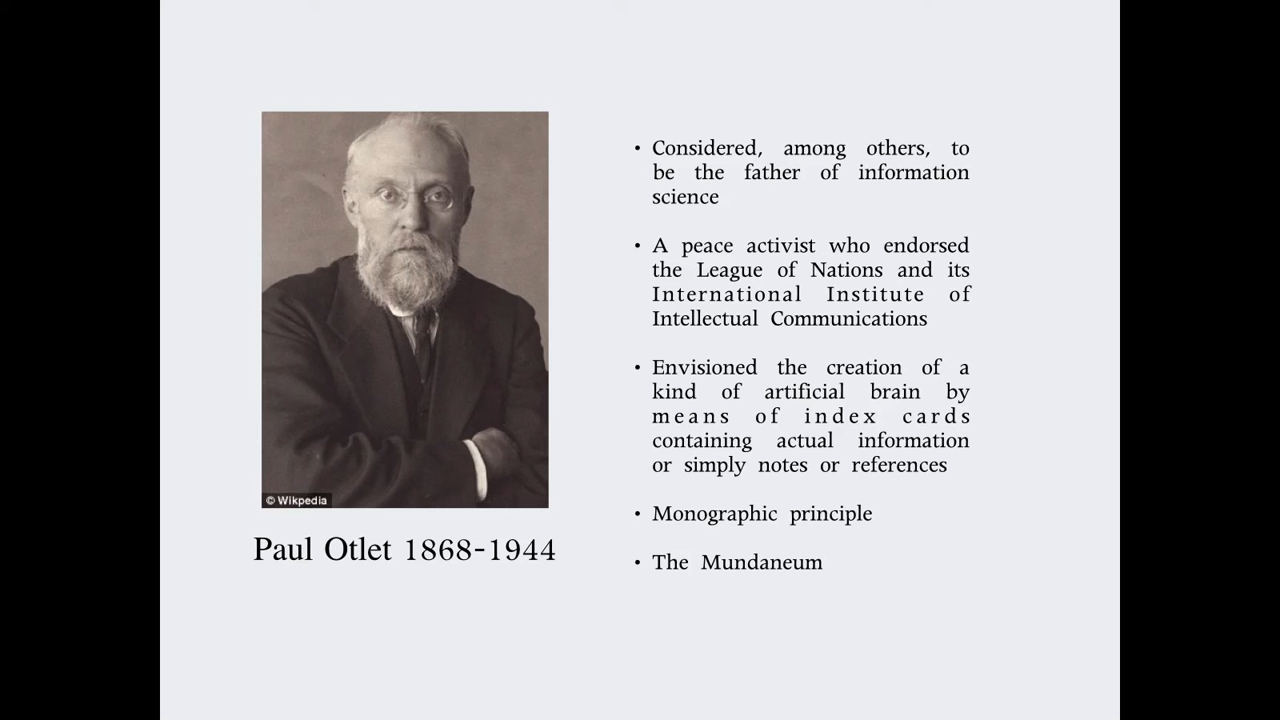 Considered, among others, to
be the father of information
science
A peace activist who endorsed
the League of Nations and its
International Institute of
Intellectual Communications
Envisioned the creation of a
kind of artificial brain by
means of index cards
containing actual information
or simply notes or references
Monographic principle
The Mundaneum
© Wikpedia
Paul Otlet 1868-1944